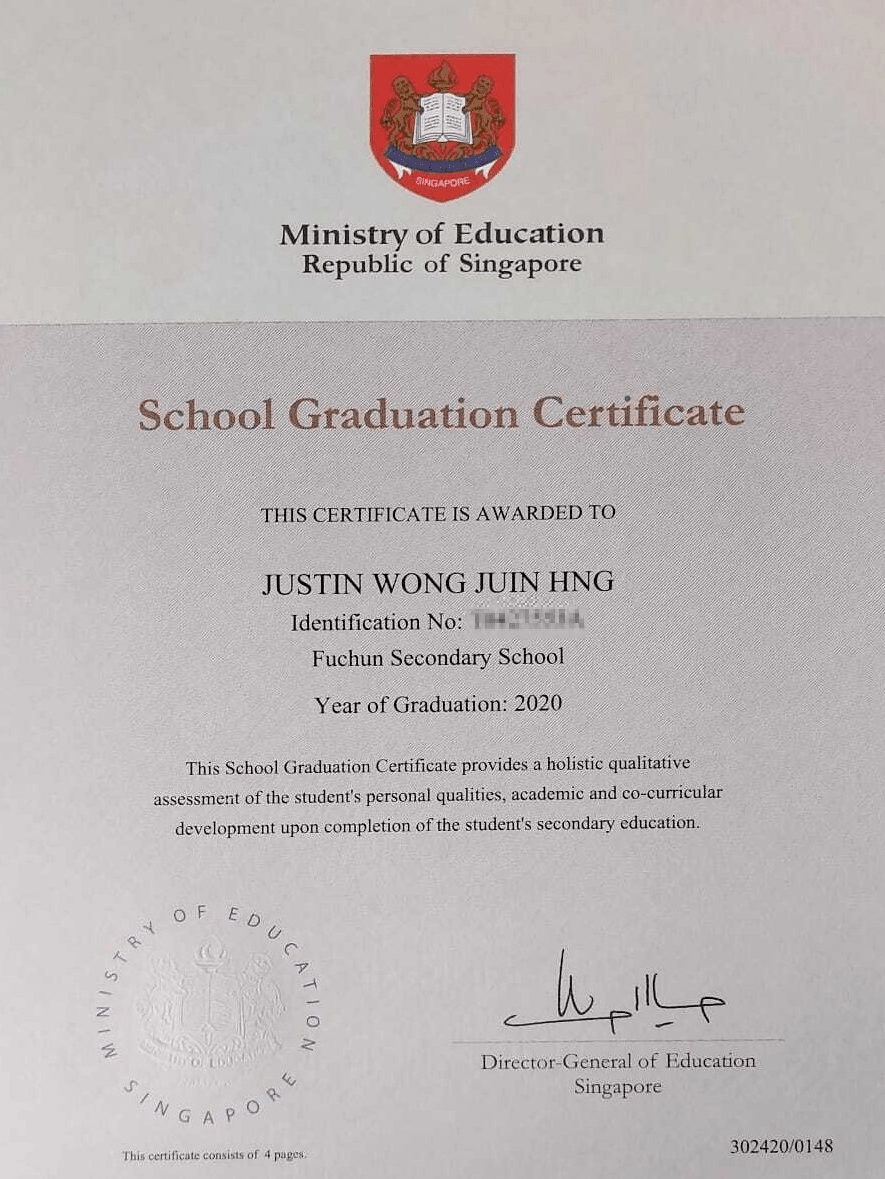 SINGAPORE
Ministry of Education
Republic of Singapore
School Graduation Certificate
THIS CERTIFICATE IS AWARDED TO
JUSTIN WONG JUIN HNG
Identification No:
Fuchun Secondary School
Year of Graduation: 2020
This School Graduation Certificate provides a holistic qualitative
assessment of the student's personal qualities, academic and co-curricular
development upon completion of the student's secondary education.
MINISTRY OF EDUCATION
SINGAPORE
Director-General of Education
Singapore
This certificate consists of 4 pages.
302420/0148